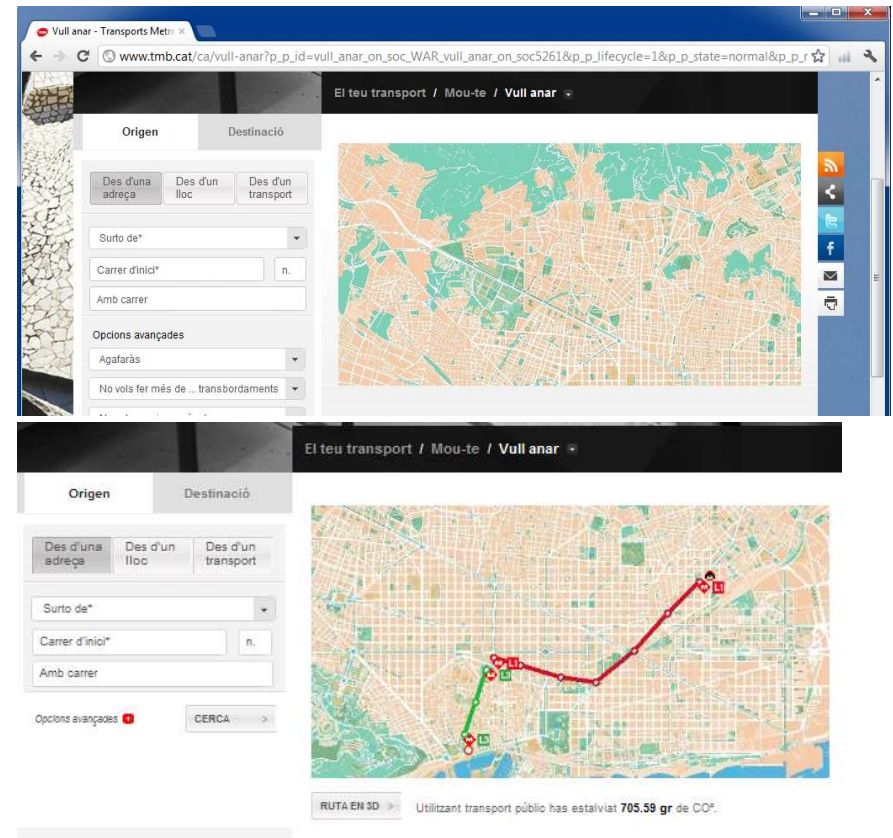 Vull anar - Transports Metr
www.tmb.cat/ca/vull-anar?p_p_id=vull_anar_on_soc_WAR_vull_anar_on_soc5261&p_p_lifecycle=1&p_p_state=normal&p_p_r
El teu transport / Mou-te / Vull anar
Origen
Destinació
Des d'una adreça
Des d'un lloc
Des d'un transport
Surto de*
Carrer d'inici*
n.
Amb carrer
Opcions avançades
Agafaràs
No vols fer més de ... transbordaments
El teu transport / Mou-te / Vull anar
Origen
Destinació
Des d'una adreça
Des d'un lloc
Des d'un transport
Surto de*
Carrer d'inici*
n.
Amb carrer
Opcions avançades
CERCA
L1
L1
L3
L3
RUTA EN 3D
Utilitzant transport públic has estalviat 705.59 gr de CO².